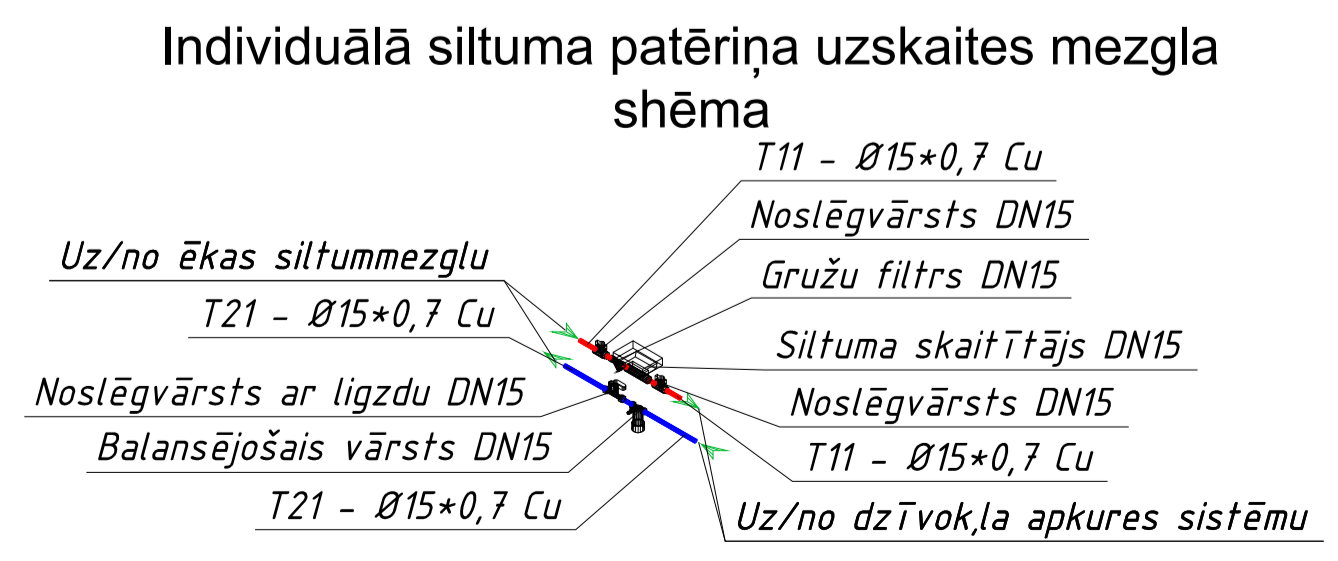 Individuālā siltuma patēriņa uzskaites mezgla
shēma
T11 - Ø15*0,7 Cu
Noslēgvārsts DN15
Uz/no ēkas siltummezglu
Gružu filtrs DN15
T21 - Ø15*0,7 Cu
Siltuma skaitītājs DN15
Noslēgvārsts ar ligzdu DN15
Noslēgvārsts DN15
Balansējošais vārsts DN15
T11 - Ø15*0,7 Cu
T21 - Ø15*0,7 Cu
Uz/no dzīvokļa apkures sistēmu